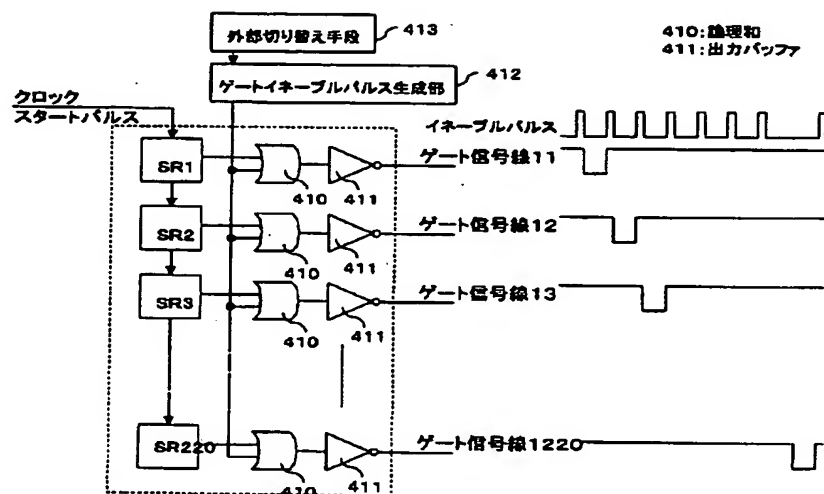 外部切り替え手段
413
410:論理和
411:出力バッファ
ゲートイネーブルパルス生成部
412
クロック
スタートパルス
イネーブルパルス
SR1
410
411
ゲート信号線11
SR2
410
411
ゲート信号線12
SR3
410
411
ゲート信号線13
SR220
410
411
ゲート信号線1220